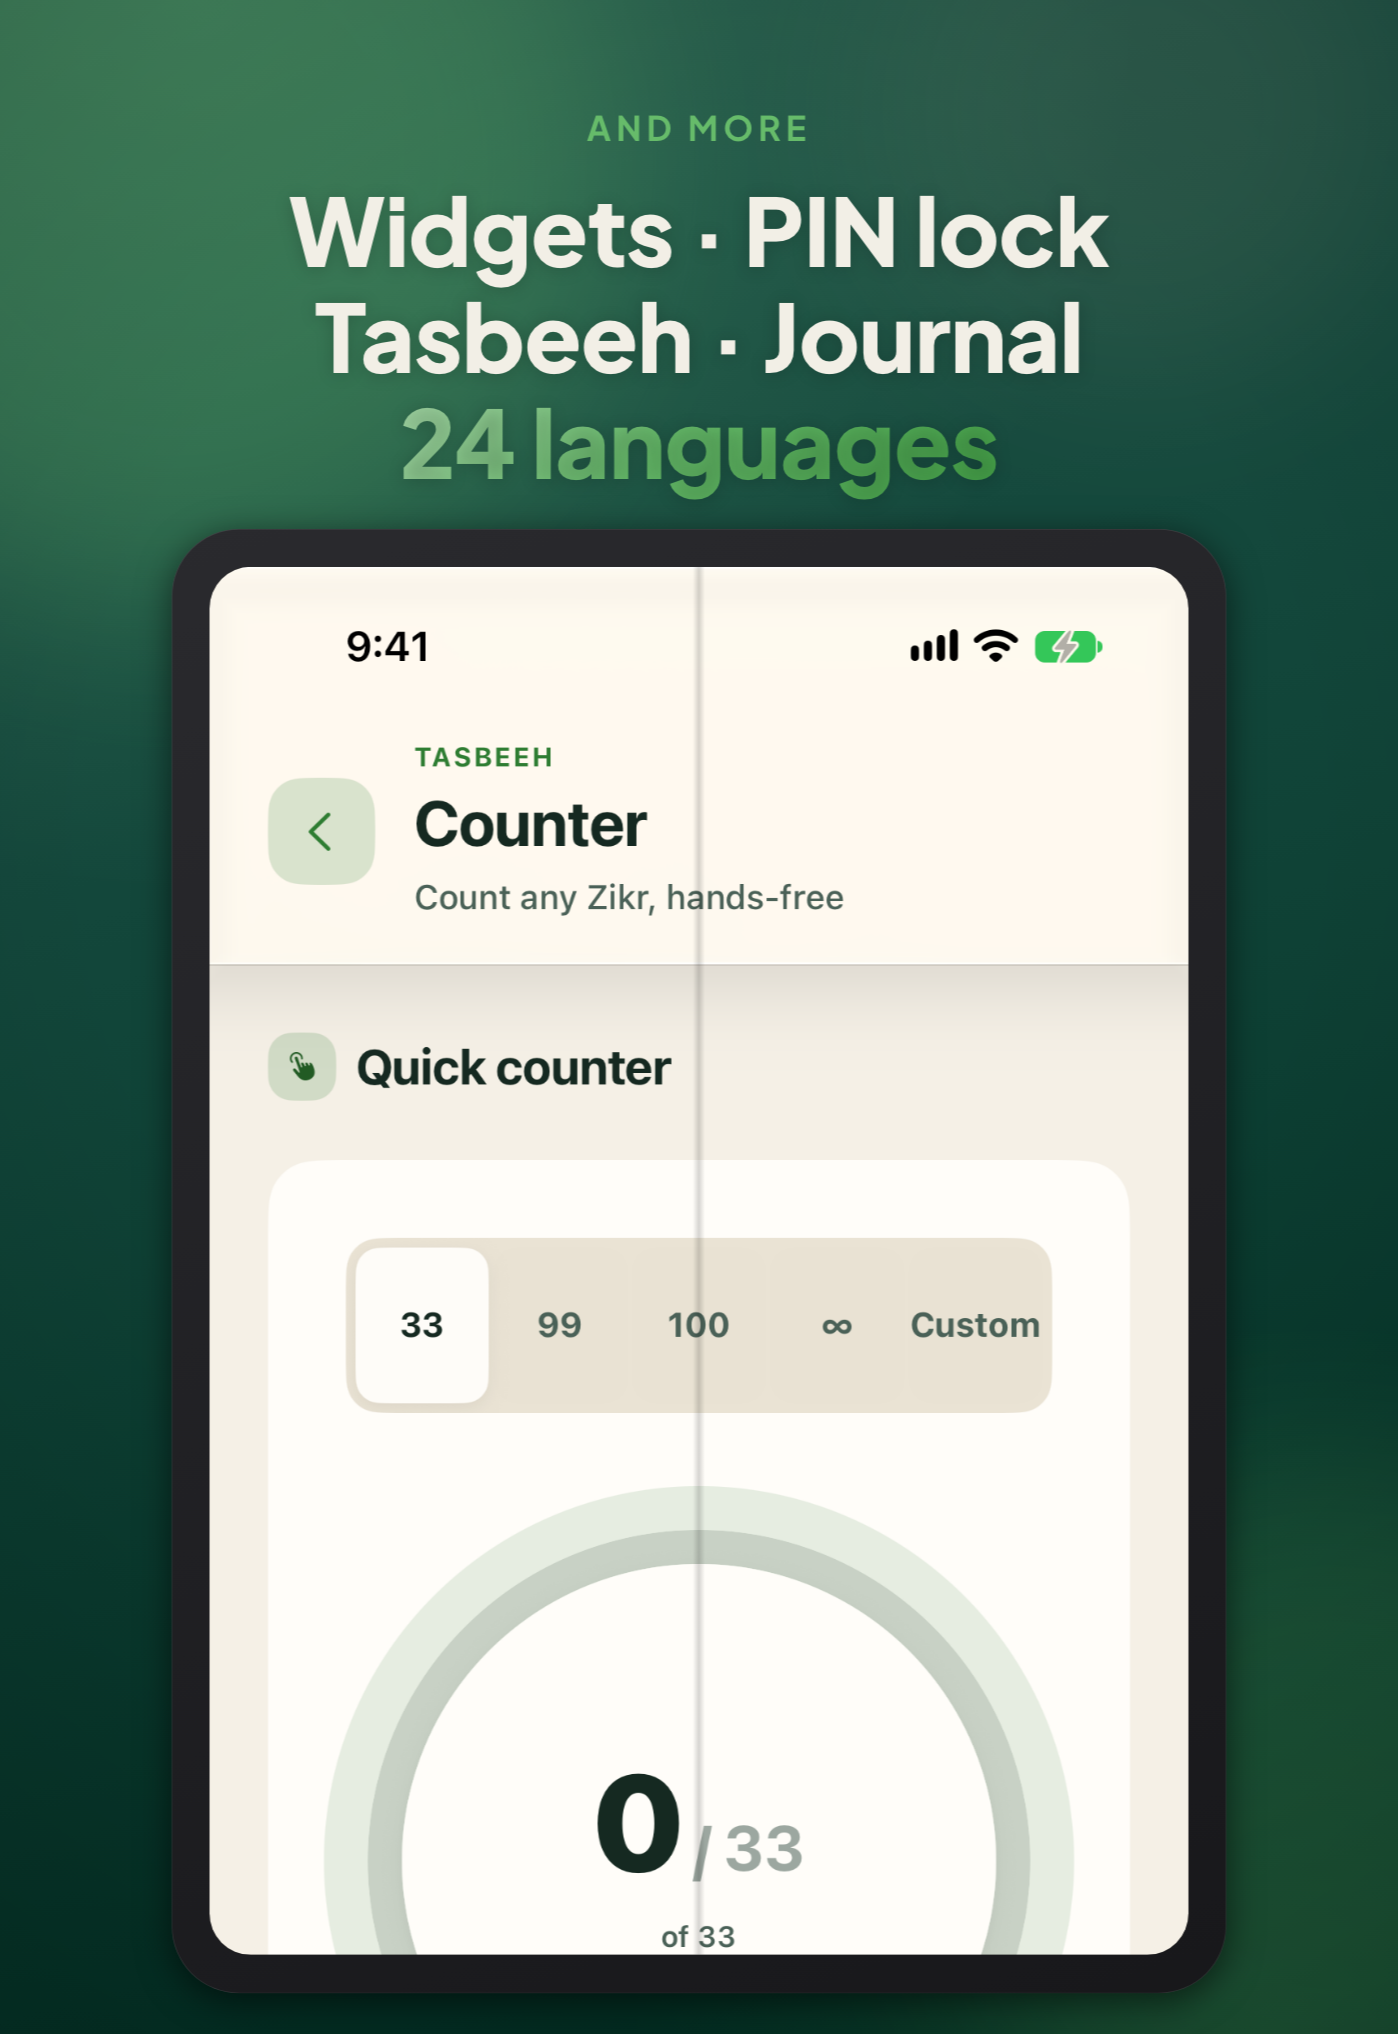 AND MORE
Widgets · PIN lock
Tasbeeh · Journal
24 languages
9:41
TASBEEH
Counter
Count any Zikr, hands-free
Quick counter
33 99 100 ∞ Custom
0 / 33
of 33